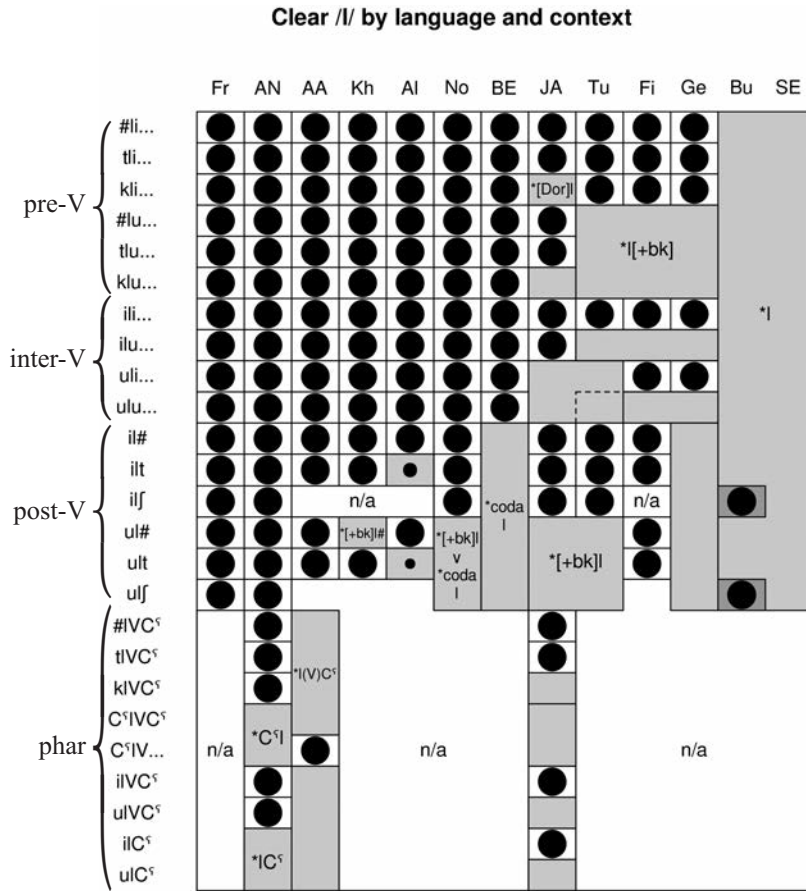 Clear /l/ by language and context
Fr AN AA Kh Al No BE JA Tu Fi Ge Bu SE
pre-V
#li...
tli...
kli... *[Dor]l
#lu...
tlu... *l[+bk]
klu...
inter-V
ili... *l
ilu...
uli...
ulu...
post-V
il#
ilt
ilʃ n/a *coda l n/a
ul# *[+bk]l# *[+bk]l v *coda l
ult *[+bk]l
ulʃ
phar
#lVCˤ
tlVCˤ *l(V)Cˤ
klVCˤ
CˤlVCˤ *Cˤl
CˤlV... n/a n/a n/a
ilVCˤ
ulVCˤ
ilCˤ *lCˤ
ulCˤ